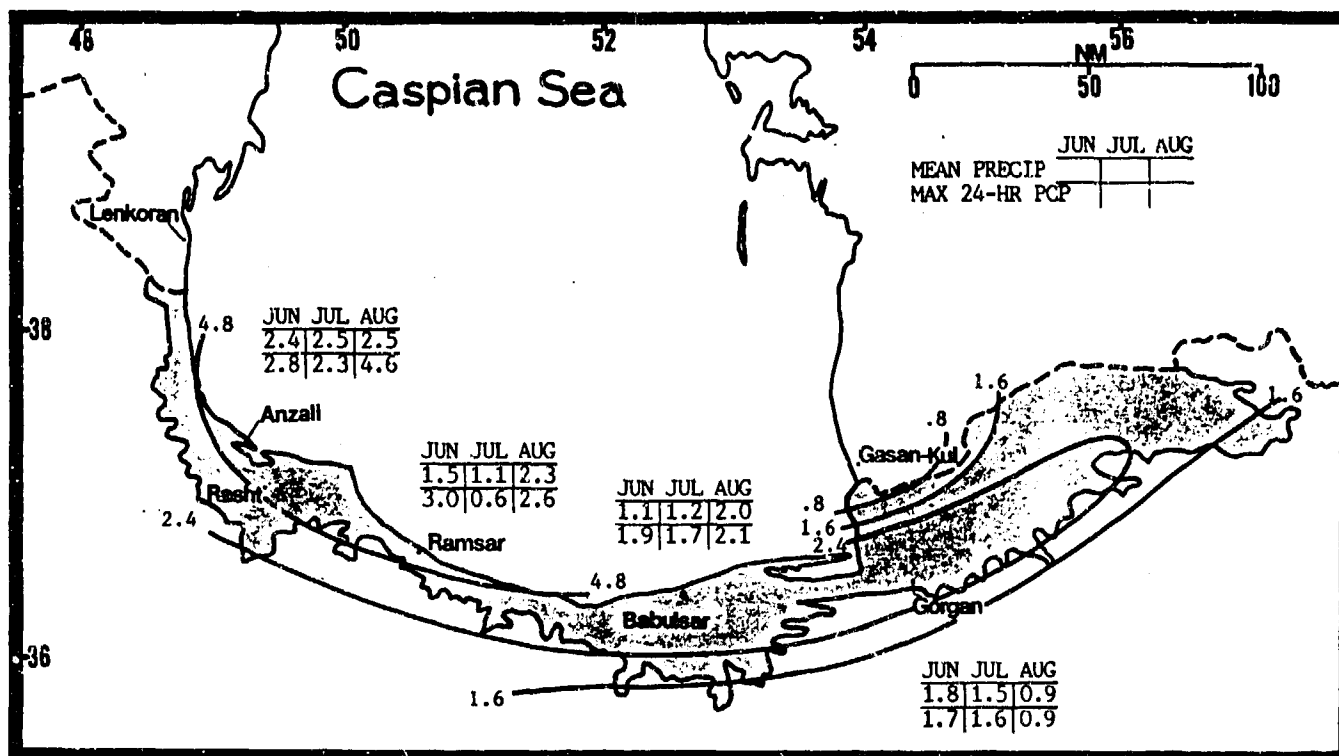 48 50 52 54 56
NM
0 50 100
Caspian Sea
JUN JUL AUG
MEAN PRECIP
MAX 24-HR PCP
Lenkoran
38
4.8
JUN JUL AUG
2.4 2.5 2.5
2.8 2.3 4.6
Anzali
1.6
.8
1.6
Gasan-Kul
JUN JUL AUG
1.5 1.1 2.3
3.0 0.6 2.6
JUN JUL AUG
1.1 1.2 2.0
1.9 1.7 2.1
Rasht
2.4
.8
1.6
2.4
Ramsar
4.8
Babulsar
Gorgan
36
1.6
JUN JUL AUG
1.8 1.5 0.9
1.7 1.6 0.9